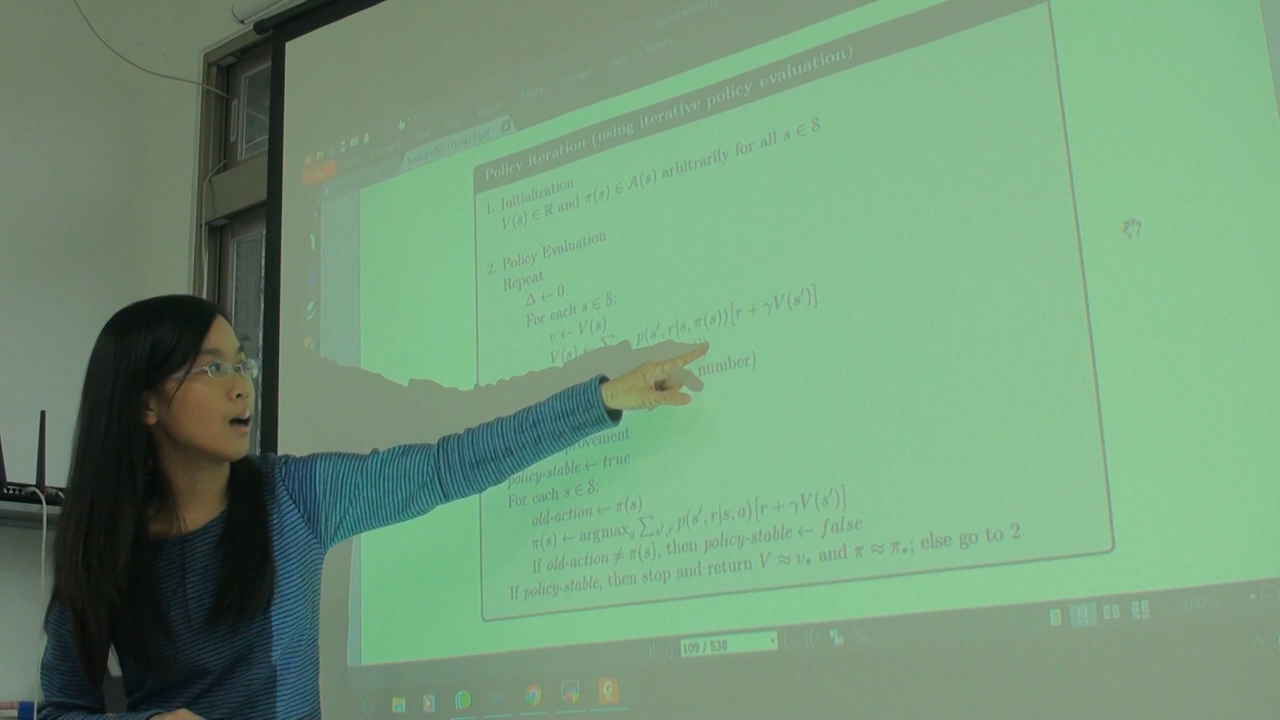 Policy iteration (using iterative policy evaluation)
1. Initialization
V(s) ∈ ℝ and π(s) ∈ 𝒜(s) arbitrarily for all s ∈ 𝒮
2. Policy Evaluation
Repeat
Δ ← 0
For each s ∈ 𝒮:
v ← V(s)
V(s) ← ∑ p(s′, r|s, π(s))[r + γV(s′)]
number)
provement
policy-stable ← true
For each s ∈ 𝒮:
old-action ← π(s)
π(s) ← argmaxₐ ∑s′,r p(s′, r|s, a)[r + γV(s′)]
If old-action ≠ π(s), then policy-stable ← false
If policy-stable, then stop and return V ≈ v* and π ≈ π*; else go to 2
109 / 538
200%